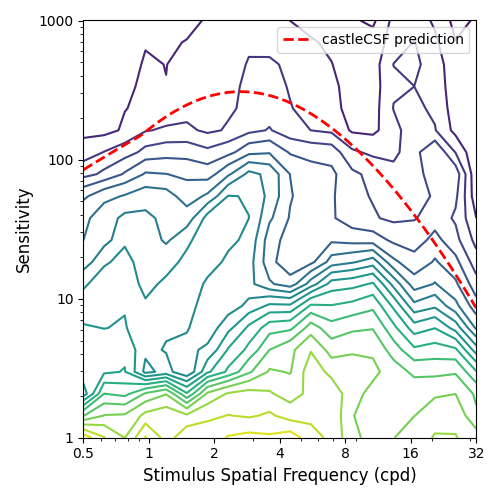 1000
castleCSF prediction
100
Sensitivity
10
1
0.5 1 2 4 8 16 32
Stimulus Spatial Frequency (cpd)